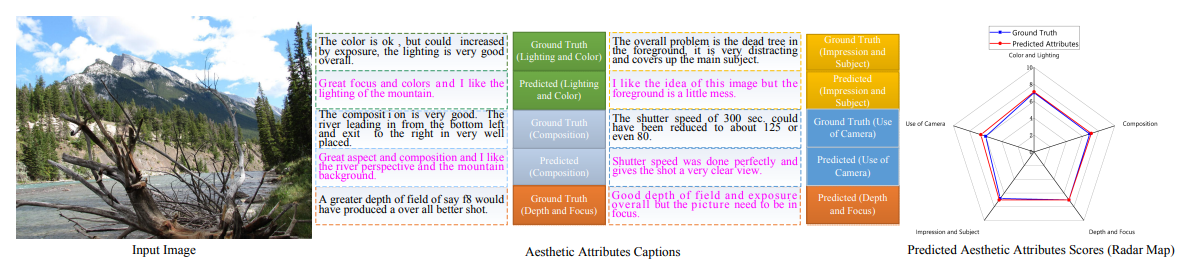 The color is ok , but could increased
by exposure, the lighting is very good
overall.
Ground Truth
(Lighting and Color)
Great focus and colors and I like the
lighting of the mountain.
Predicted (Lighting
and Color)
The composition is very good. The
river leading in from the bottom left
and exit to the right in very well
placed.
Ground Truth
(Composition)
Great aspect and composition and I like
the river perspective and the mountain
background.
Predicted
(Composition)
A greater depth of field of say f8 would
have produced a over all better shot.
Ground Truth
(Depth and Focus)
The overall problem is the dead tree in
the foreground, it is very distracting
and covers up the main subject.
Ground Truth
(Impression and
Subject)
I like the idea of this image but the
foreground is a little mess.
Predicted
(Impression and
Subject)
The shutter speed of 300 sec. could
have been reduced to about 125 or
even 80.
Ground Truth (Use
of Camera)
Shutter speed was done perfectly and
gives the shot a very clear view.
Predicted (Use of
Camera)
Good depth of field and exposure
overall but the picture need to be in
focus.
Predicted (Depth
and Focus)
Ground Truth
Predicted Attributes
Color and Lighting
10
8
6
4
2
Use of Camera
Composition
Impression and Subject
Depth and Focus
Input Image
Aesthetic Attributes Captions
Predicted Aesthetic Attributes Scores (Radar Map)